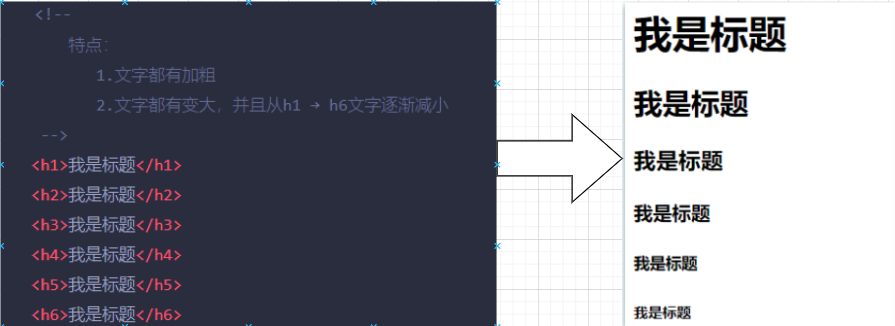 <!--
特点：
1.文字都有加粗
2.文字都有变大，并且从h1 → h6文字逐渐减小
-->
<h1>我是标题</h1>
<h2>我是标题</h2>
<h3>我是标题</h3>
<h4>我是标题</h4>
<h5>我是标题</h5>
<h6>我是标题</h6>
我是标题
我是标题
我是标题
我是标题
我是标题
我是标题